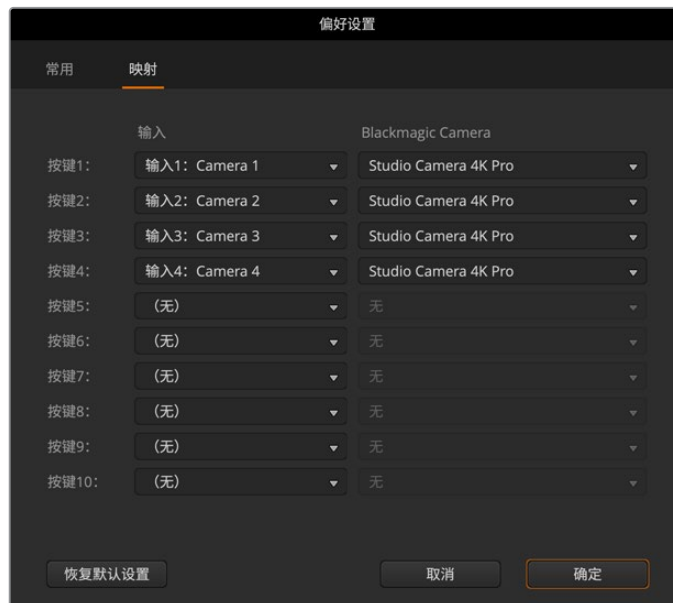 偏好设置
常用 映射
输入 Blackmagic Camera
按键1： 输入1：Camera 1 Studio Camera 4K Pro
按键2： 输入2：Camera 2 Studio Camera 4K Pro
按键3： 输入3：Camera 3 Studio Camera 4K Pro
按键4： 输入4：Camera 4 Studio Camera 4K Pro
按键5： （无） 无
按键6： （无） 无
按键7： （无） 无
按键8： （无） 无
按键9： （无） 无
按键10： （无） 无
恢复默认设置 取消 确定